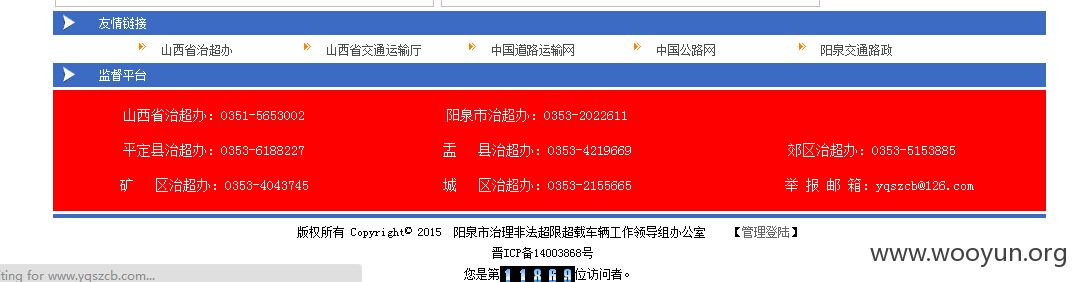 友情链接
山西省治超办 山西省交通运输厅 中国道路运输网 中国公路网 阳泉交通路政
监督平台
山西省治超办：0351-5653002 阳泉市治超办：0353-2022611
平定县治超办：0353-6188227 盂 县治超办：0353-4219669 郊区治超办：0353-5153885
矿 区治超办：0353-4043745 城 区治超办：0353-2155665 举 报 邮 箱：yqszcb@126.com
版权所有 Copyright© 2015 阳泉市治理非法超限超载车辆工作领导组办公室 【管理登陆】
晋ICP备14003868号
www.wooyun.org
iting for www.yqszcb.com...
您是第11869位访问者。